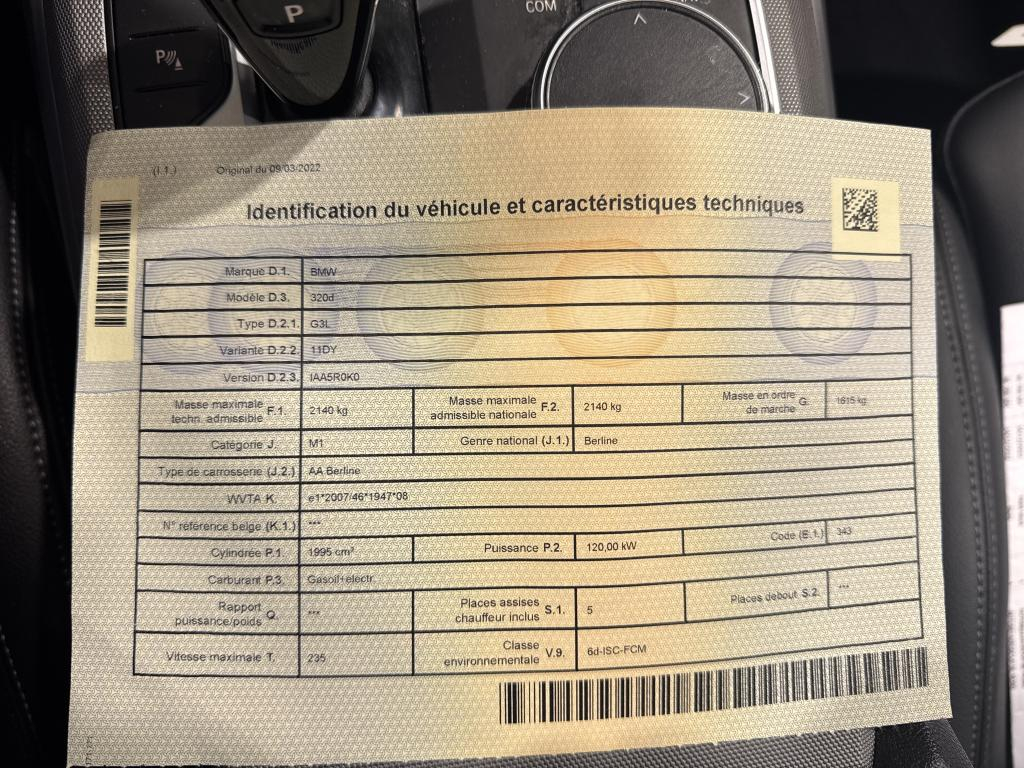 P
COM
P
(I.1.) Original du 09/03/2022
Identification du véhicule et caractéristiques techniques
Marque D.1. BMW
Modèle D.3. 320d
Type D.2.1. G3L
Variante D.2.2. 11DY
Version D.2.3. IAA5R0K0
Masse maximale techn. admissible F.1. 2140 kg Masse maximale admissible nationale F.2. 2140 kg Masse en ordre de marche G. 1615 kg
Catégorie J. M1 Genre national (J.1.) Berline
Type de carrosserie (J.2.) AA Berline
WVTA K. e1*2007/46*1947*08
N° référence belge (K.1.) ***
Cylindrée P.1. 1995 cm³ Puissance P.2. 120,00 kW Code (E.1.) 343
Carburant P.3. Gasoil+electr.
Rapport puissance/poids Q. *** Places assises chauffeur inclus S.1. 5 Places debout S.2. ***
Vitesse maximale T. 235 Classe environnementale V.9. 6d-ISC-FCM